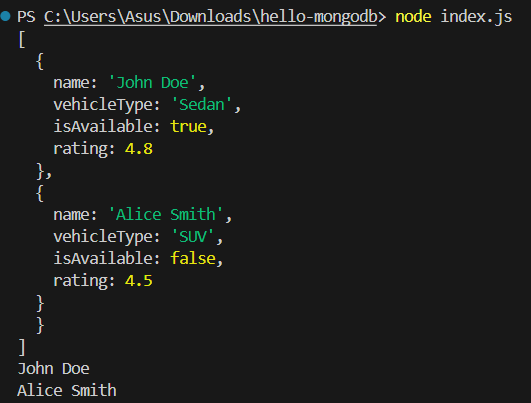 PS C:\Users\Asus\Downloads\hello-mongodb> node index.js
[
  {
    name: 'John Doe',
    vehicleType: 'Sedan',
    isAvailable: true,
    rating: 4.8
  },
  {
    name: 'Alice Smith',
    vehicleType: 'SUV',
    isAvailable: false,
    rating: 4.5
  }
  }
]
John Doe
Alice Smith